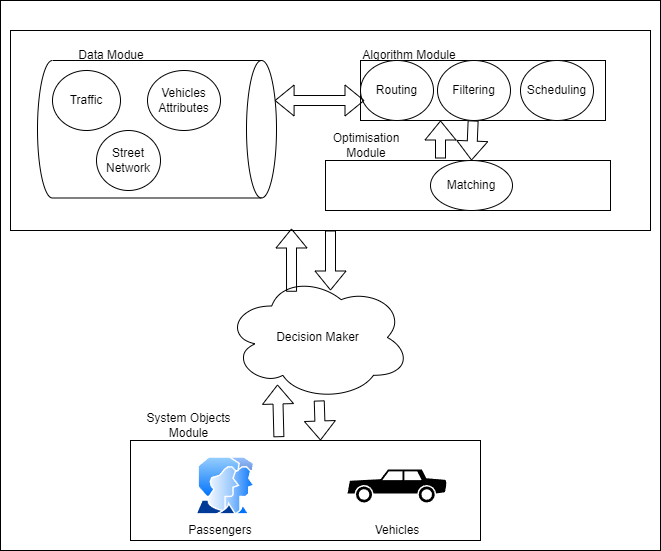 Data Modue
Algorithm Module
Traffic
Vehicles
Attributes
Street
Network
Routing
Filtering
Scheduling
Optimisation
Module
Matching
Decision Maker
System Objects
Module
Passengers
Vehicles